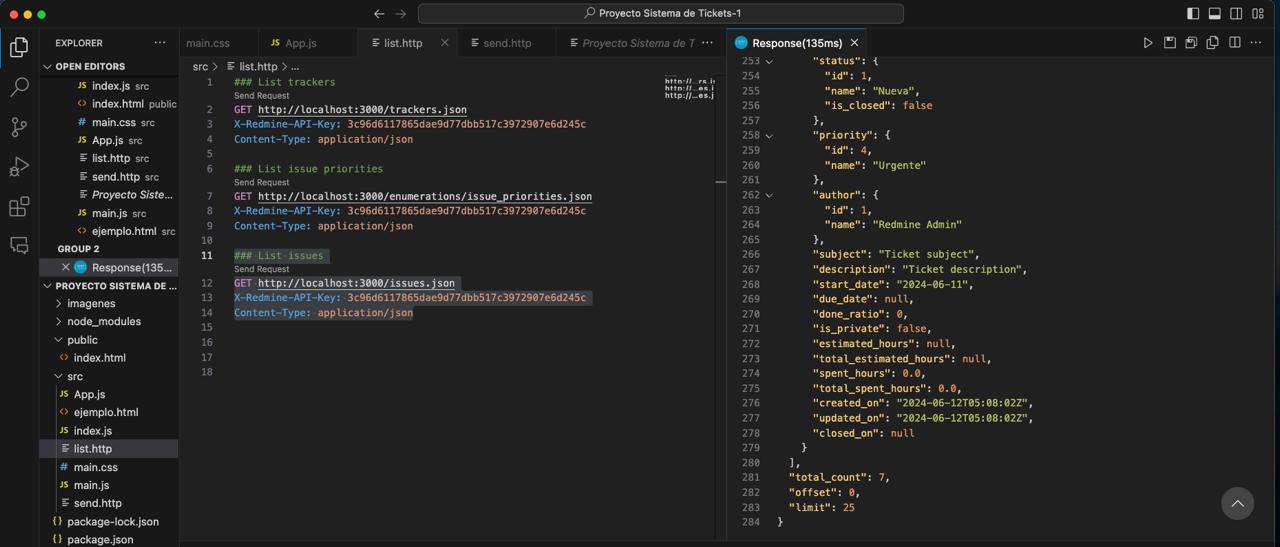 Proyecto Sistema de Tickets-1
EXPLORER
OPEN EDITORS
JS index.js src
<> index.html public
# main.css src
JS App.js src
list.http src
send.http src
Proyecto Siste...
JS main.js src
<> ejemplo.html src
GROUP 2
Response(135...
PROYECTO SISTEMA DE ...
imagenes
node_modules
public
<> index.html
src
JS App.js
<> ejemplo.html
JS index.js
list.http
# main.css
JS main.js
send.http
{} package-lock.json
{} package.json
main.css
JS App.js
list.http
send.http
Proyecto Sistema de T
src > list.http > ...
1 ### List trackers
Send Request
2 GET http://localhost:3000/trackers.json
3 X-Redmine-API-Key: 3c96d6117865dae9d77dbb517c3972907e6d245c
4 Content-Type: application/json
5
6 ### List issue priorities
Send Request
7 GET http://localhost:3000/enumerations/issue_priorities.json
8 X-Redmine-API-Key: 3c96d6117865dae9d77dbb517c3972907e6d245c
9 Content-Type: application/json
10
11 ### List issues
Send Request
12 GET http://localhost:3000/issues.json
13 X-Redmine-API-Key: 3c96d6117865dae9d77dbb517c3972907e6d245c
14 Content-Type: application/json
15
16
17
18
Response(135ms)
253 "status": {
254 "id": 1,
255 "name": "Nueva",
256 "is_closed": false
257 },
258 "priority": {
259 "id": 4,
260 "name": "Urgente"
261 },
262 "author": {
263 "id": 1,
264 "name": "Redmine Admin"
265 },
266 "subject": "Ticket subject",
267 "description": "Ticket description",
268 "start_date": "2024-06-11",
269 "due_date": null,
270 "done_ratio": 0,
271 "is_private": false,
272 "estimated_hours": null,
273 "total_estimated_hours": null,
274 "spent_hours": 0.0,
275 "total_spent_hours": 0.0,
276 "created_on": "2024-06-12T05:08:02Z",
277 "updated_on": "2024-06-12T05:08:02Z",
278 "closed_on": null
279 }
280 ],
281 "total_count": 7,
282 "offset": 0,
283 "limit": 25
284 }